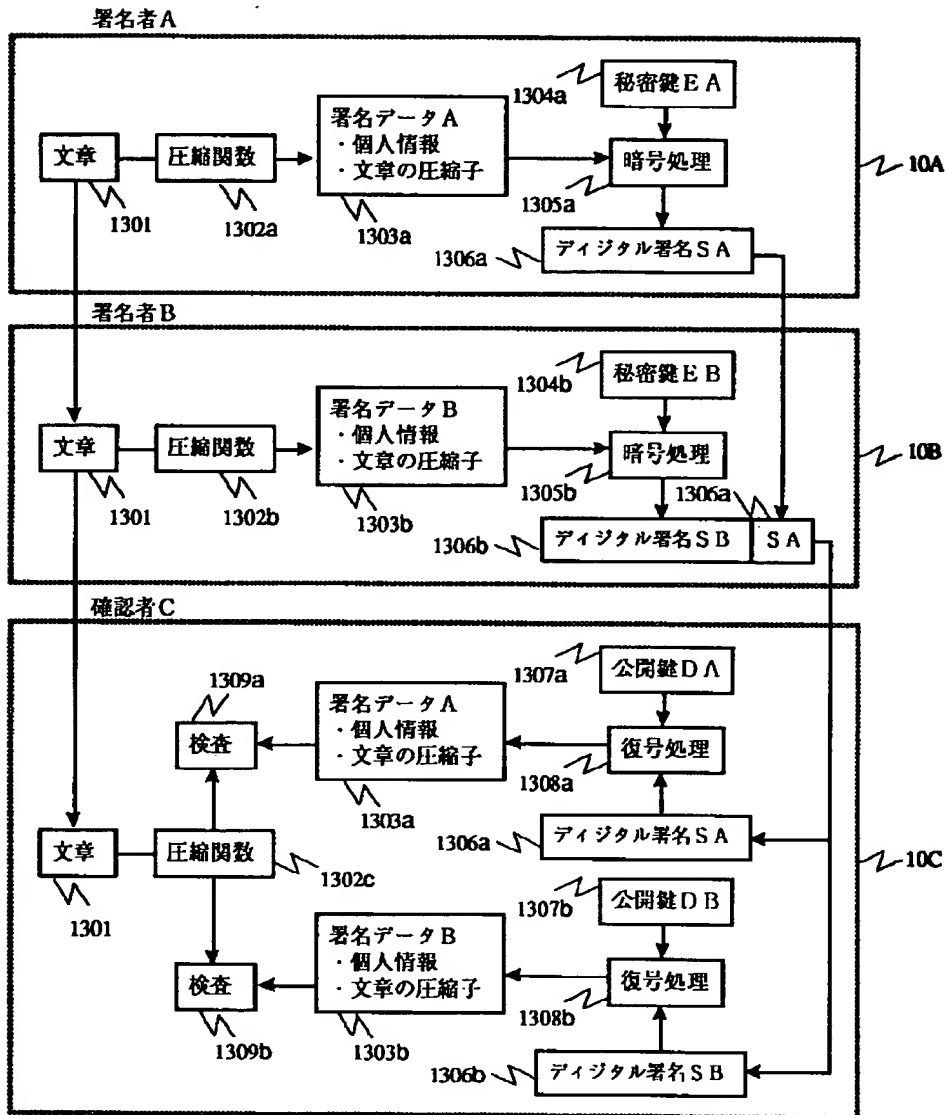 署名者A
1304a
秘密鍵EA
文章
圧縮関数
署名データA
・個人情報
・文章の圧縮子
暗号処理
10A
1301
1302a
1303a
1305a
1306a
ディジタル署名SA
署名者B
1304b
秘密鍵EB
文章
圧縮関数
署名データB
・個人情報
・文章の圧縮子
暗号処理
10B
1301
1302b
1303b
1305b
1306a
1306b
ディジタル署名SB
SA
確認者C
1307a
公開鍵DA
1309a
検査
署名データA
・個人情報
・文章の圧縮子
復号処理
1308a
1303a
1306a
ディジタル署名SA
文章
圧縮関数
1302c
10C
1301
1307b
公開鍵DB
検査
署名データB
・個人情報
・文章の圧縮子
復号処理
1308b
1309b
1303b
1306b
ディジタル署名SB